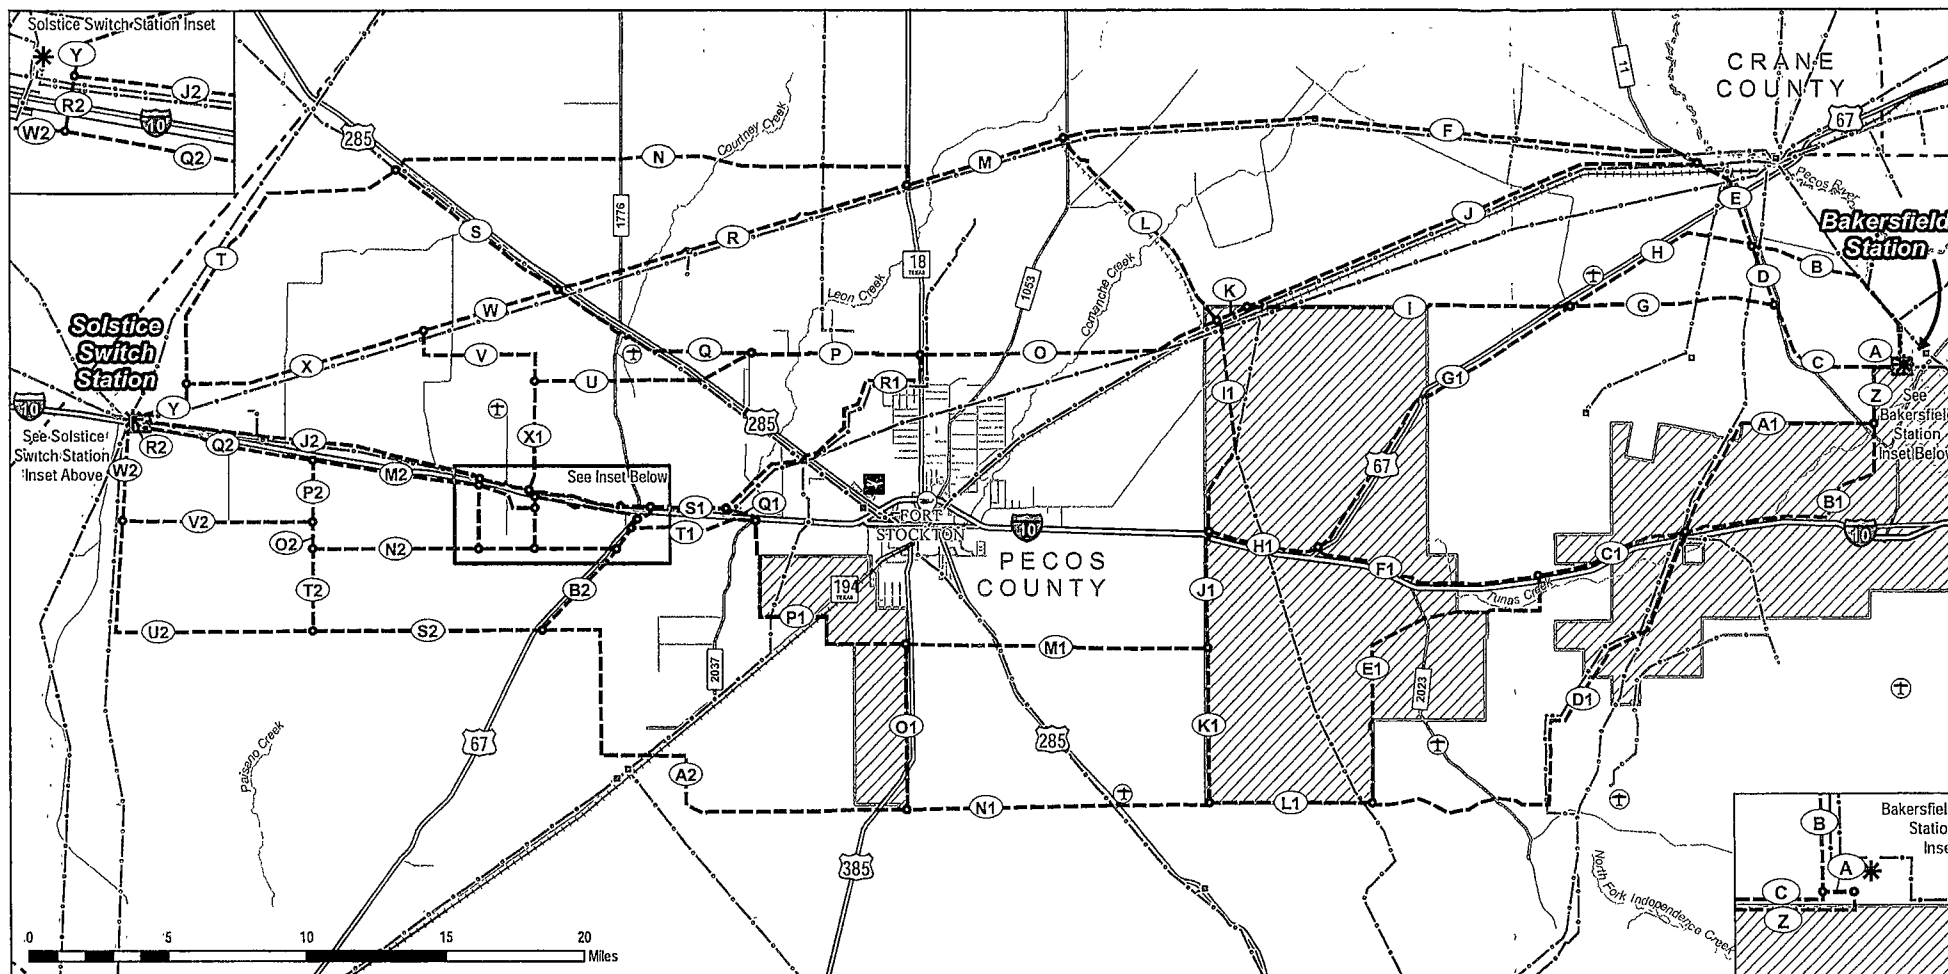 Solstice Switch Station Inset
Y
J2
R2
10
W2
Q2
285
N
Courtney Creek
M
F
11
CRANE
COUNTY
67
Pecos River
E
Bakersfield
Station
S
1776
R
L
J
H
D
B
T
18
TEXAS
1053
Leon Creek
Comanche Creek
K
I
G
W
Solstice
Switch
Station
V
Q
P
O
X
U
R1
I1
G1
C
A
Z
See
Bakersfield
Station
Inset Below
Y
10
See Solstice
Switch Station
Inset Above
R2
Q2
J2
X1
285
A1
W2
M2
See Inset Below
67
P2
S1
Q1
B1
V2
T1
FORT
STOCKTON
10
10
O2
N2
H1
C1
PECOS
COUNTY
F1
T2
B2
194
TEXAS
J1
Tunas Creek
U2
S2
P1
M1
E1
2037
2023
D1
O1
K1
Paiseno Creek
67
285
A2
N1
L1
385
North Fork Independence Creek
Station
B
A
C
Z
0
5
10
15
20
Miles